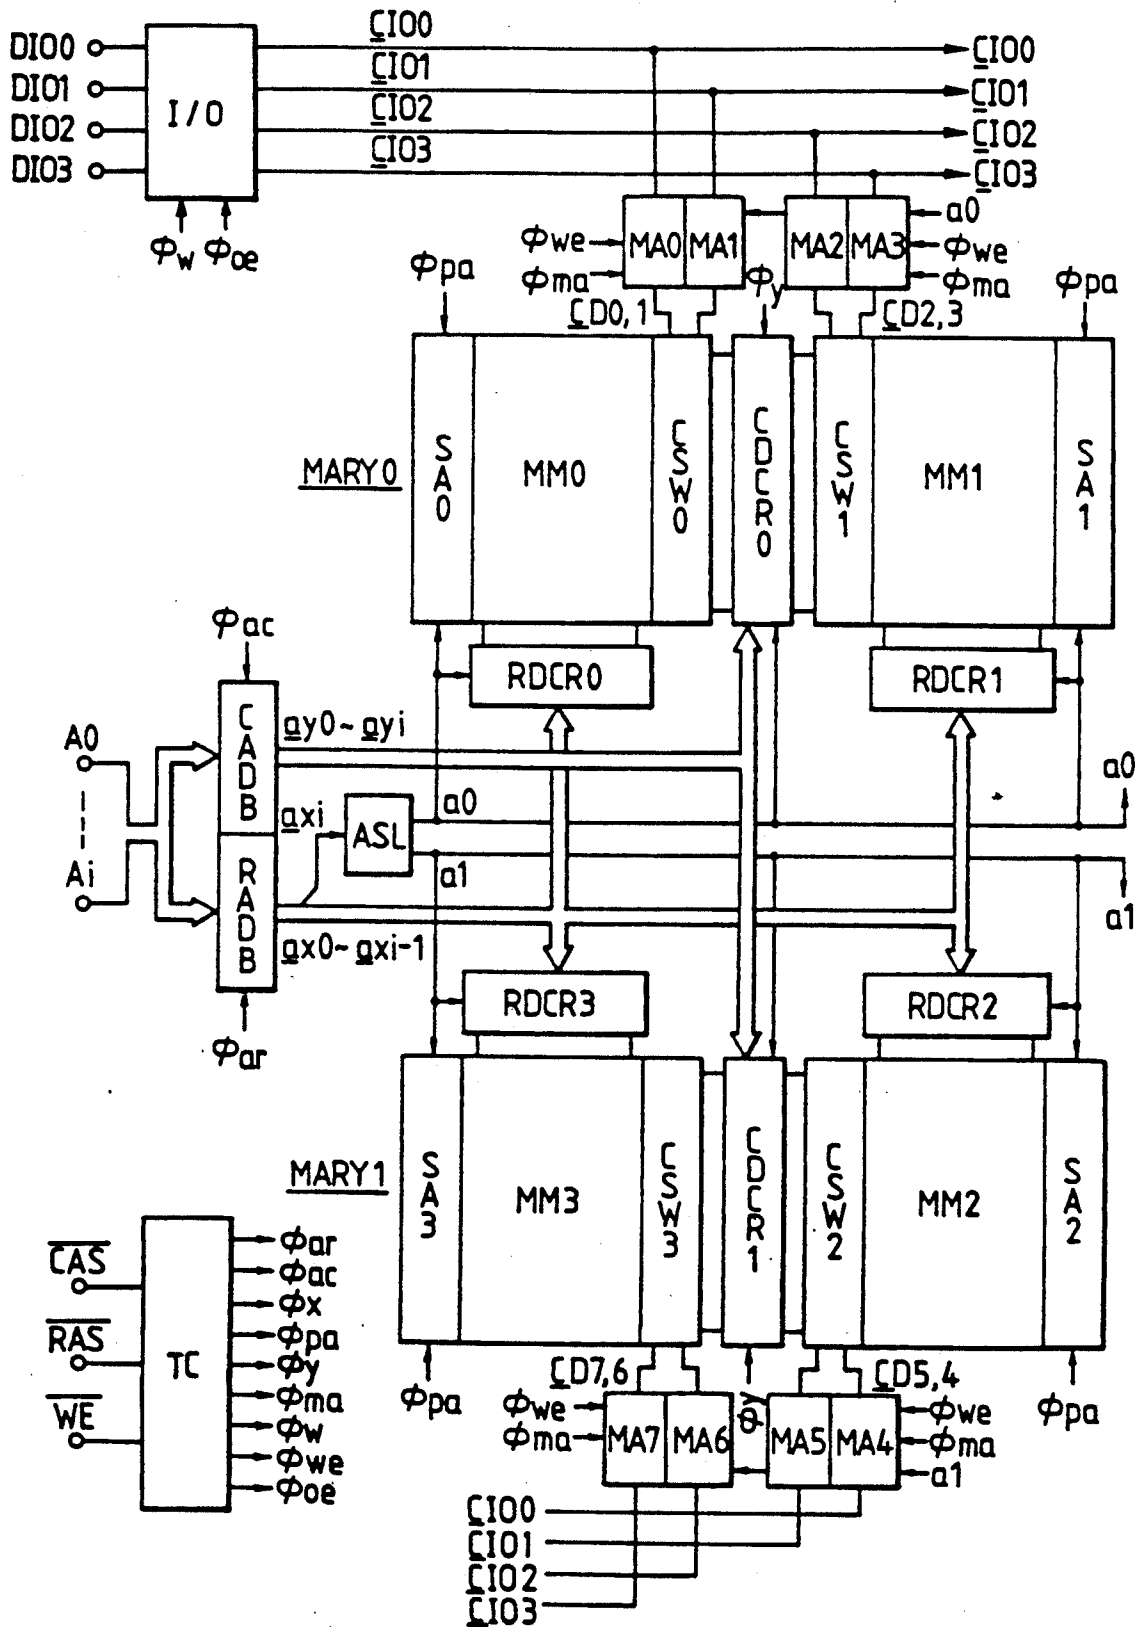 DIO0
DIO1
DIO2
DIO3
I/O
CIO0
CIO1
CIO2
CIO3
CIO0
CIO1
CIO2
CIO3
ϕw ϕoe
ϕwe
ϕma
MA0 MA1
MA2 MA3
a0
ϕwe
ϕma
ϕpa
ϕy
ϕpa
CD0,1
CD2,3
MARY0
SA0
MM0
CSW0
CDCR0
CSW1
MM1
SA1
ϕac
RDCR0
RDCR1
A0
Ai
CADB
RADB
ay0~ayi
axi
ASL
a0
a1
ax0~axi-1
a0
a1
ϕar
RDCR3
RDCR2
MARY1
SA3
MM3
CSW3
CDCR1
CSW2
MM2
SA2
CAS
RAS
WE
TC
ϕar
ϕac
ϕx
ϕpa
ϕy
ϕma
ϕw
ϕwe
ϕoe
ϕpa
CD7,6
ϕy
CD5,4
ϕpa
ϕwe
ϕma
MA7 MA6
MA5 MA4
ϕwe
ϕma
a1
CIO0
CIO1
CIO2
CIO3